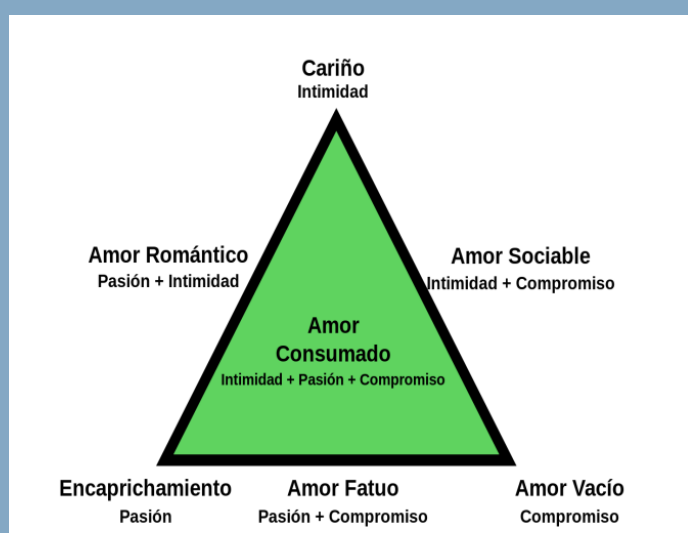 Cariño
Intimidad
Amor Romántico
Pasión + Intimidad
Amor Sociable
Intimidad + Compromiso
Amor
Consumado
Intimidad + Pasión + Compromiso
Encaprichamiento
Pasión
Amor Fatuo
Pasión + Compromiso
Amor Vacío
Compromiso